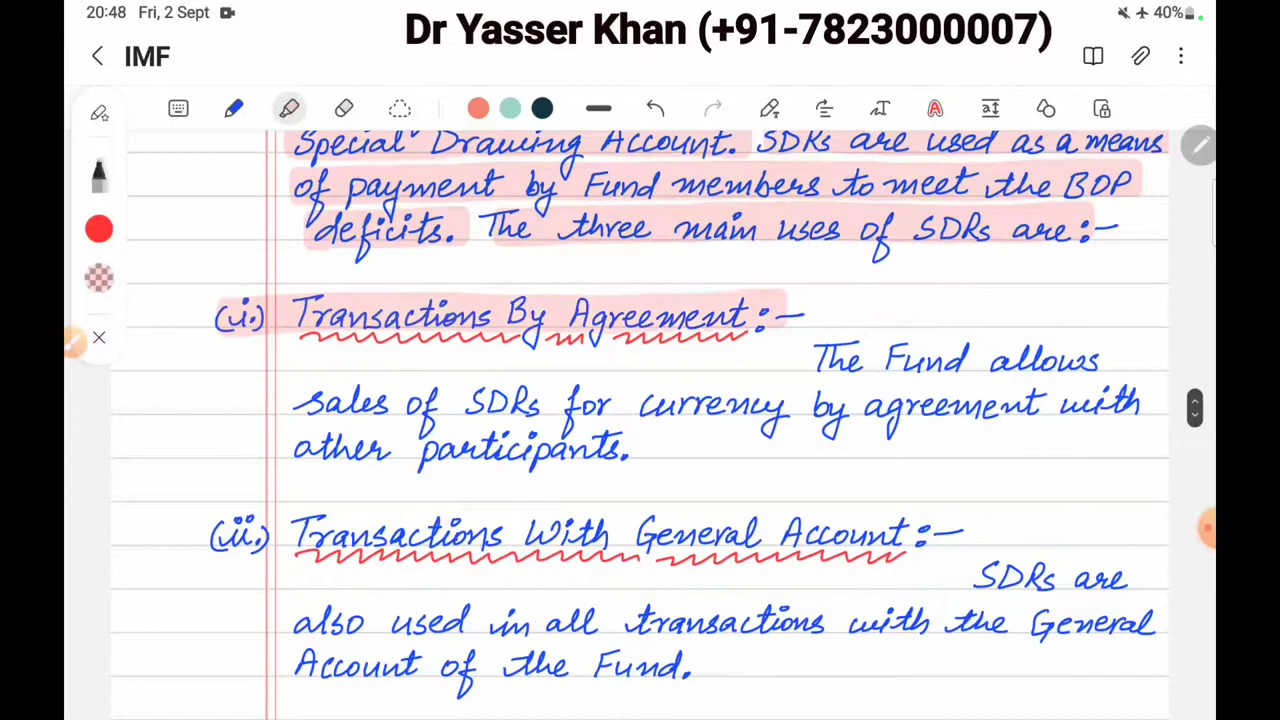 20:48 Fri, 2 Sept
40%
Dr Yasser Khan (+91-7823000007)
IMF
Special Drawing Account. SDRs are used as a means
of payment by Fund members to meet the BOP
deficits. The three main uses of SDRs are:-
(i.) Transactions By Agreement:-
The Fund allows
sales of SDRs for currency by agreement with
other participants.
(ii.) Transactions With General Account:-
SDRs are
also used in all transactions with the General
Account of the Fund.